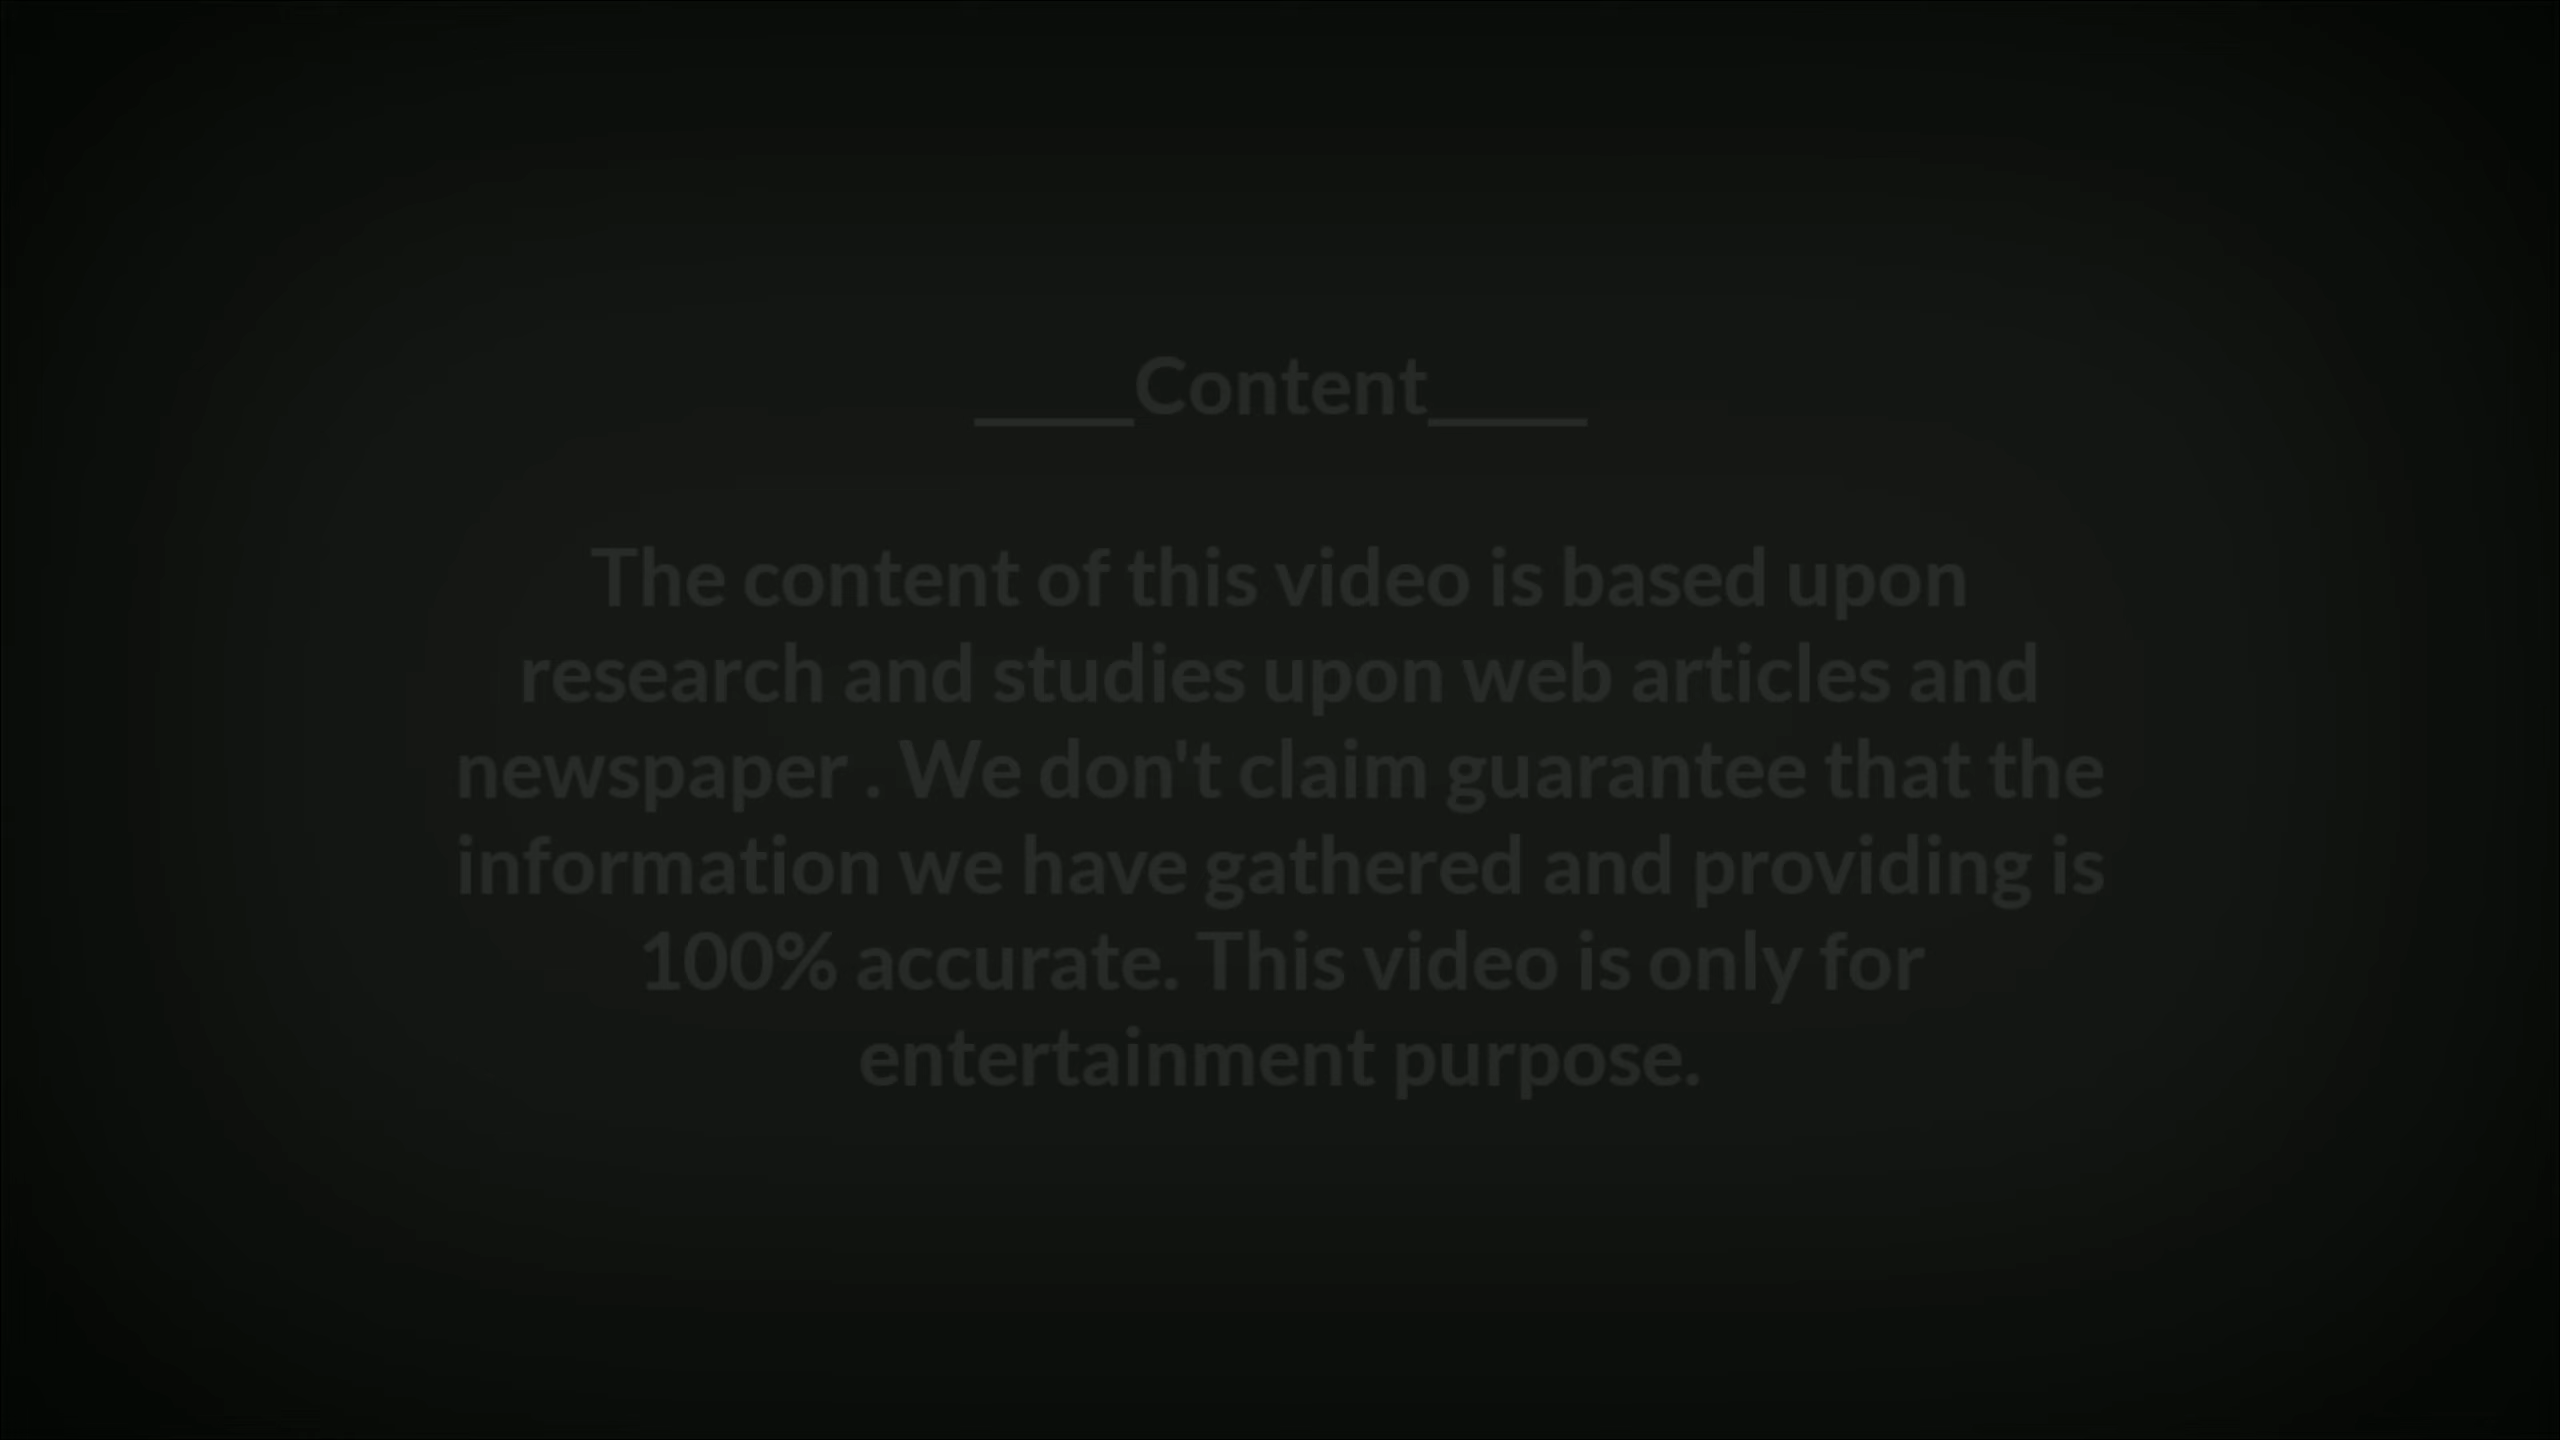 ____Content____
The content of this video is based upon
research and studies upon web articles and
newspaper . We don't claim guarantee that the
information we have gathered and providing is
100% accurate. This video is only for
entertainment purpose.